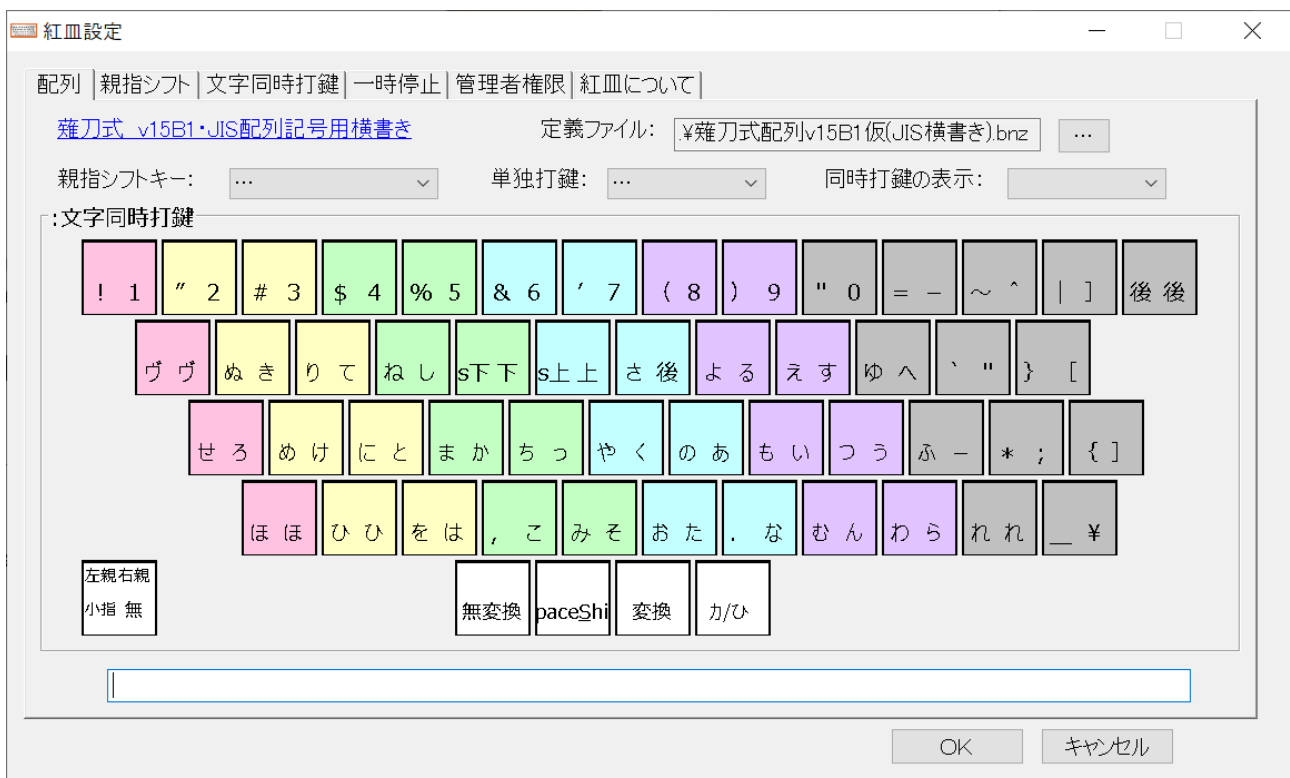 紅皿設定
配列 親指シフト 文字同時打鍵 一時停止 管理者権限 紅皿について
薙刀式 v15B1・JIS配列記号用横書き 定義ファイル: .¥薙刀式配列v15B1仮(JIS横書き).bnz ...
親指シフトキー: ... 単独打鍵: ... 同時打鍵の表示:
:文字同時打鍵
! 1 ″ 2 # 3 $ 4 % 5 & 6 ′ 7 ( 8 ) 9 " 0 = − ～ ^ | ] 後 後
ヴ ヴ ぬ き り て ね し s下 下 s上 上 さ 後 よ る え す ゆ へ ` " } [
せ ろ め け に と ま か ち っ や く の あ も い つ う ふ ー * ; { ]
ほ ほ ひ ひ を は , こ み そ お た . な む ん わ ら れ れ _ ¥
左親右親
小指 無 無変換 paceShi 変換 カ/ひ
OK キャンセル